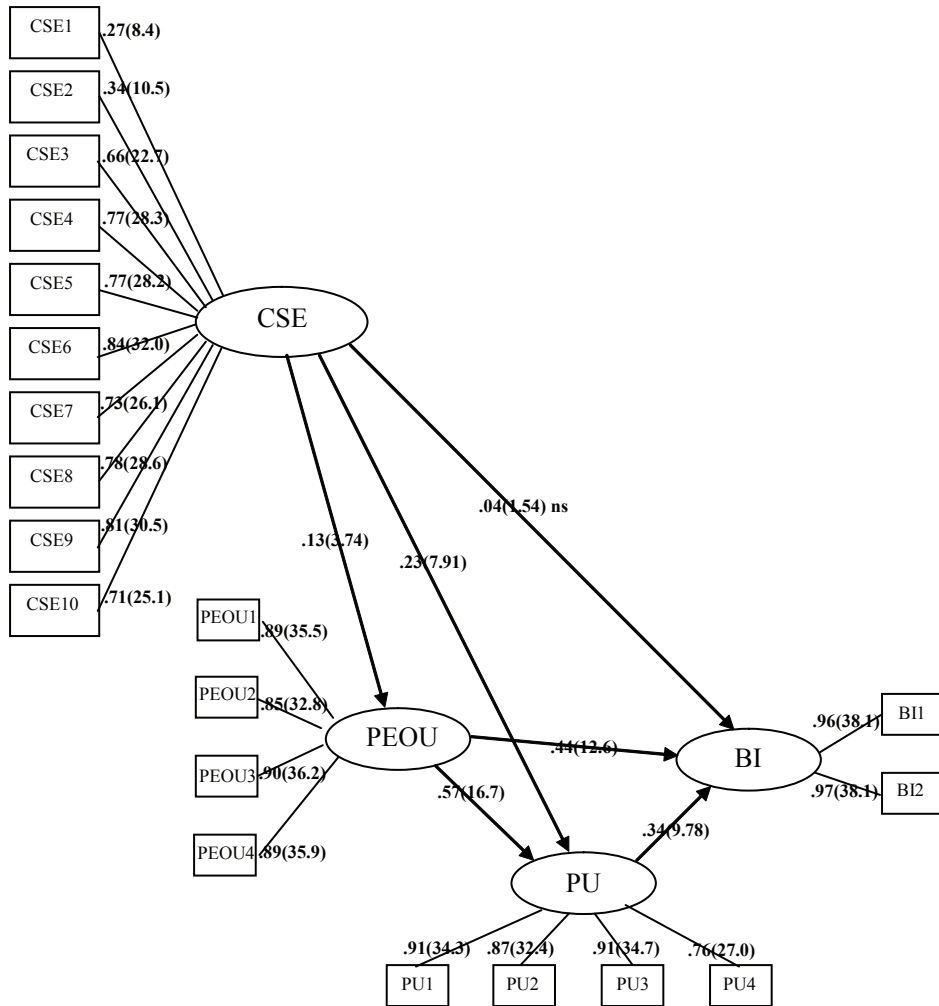 CSE1
.27(8.4)
CSE2
.34(10.5)
CSE3
.66(22.7)
CSE4
.77(28.3)
CSE5
.77(28.2)
CSE6
.84(32.0)
CSE7
.73(26.1)
CSE8
.78(28.6)
CSE9
.81(30.5)
CSE10
.71(25.1)
CSE
.04(1.54) ns
.13(3.74)
.23(7.91)
PEOU1
.89(35.5)
PEOU2
.85(32.8)
PEOU3
.90(36.2)
PEOU4
.89(35.9)
PEOU
.44(12.6)
.57(16.7)
BI
.96(38.1)
BI1
.97(38.1)
BI2
.34(9.78)
PU
.91(34.3)
.87(32.4)
.91(34.7)
.76(27.0)
PU1
PU2
PU3
PU4